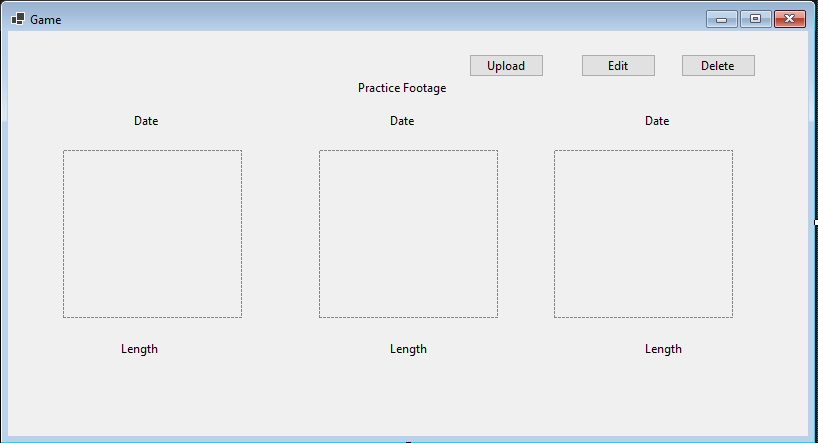 Game
Upload Edit Delete
Practice Footage
Date Date Date
Length Length Length